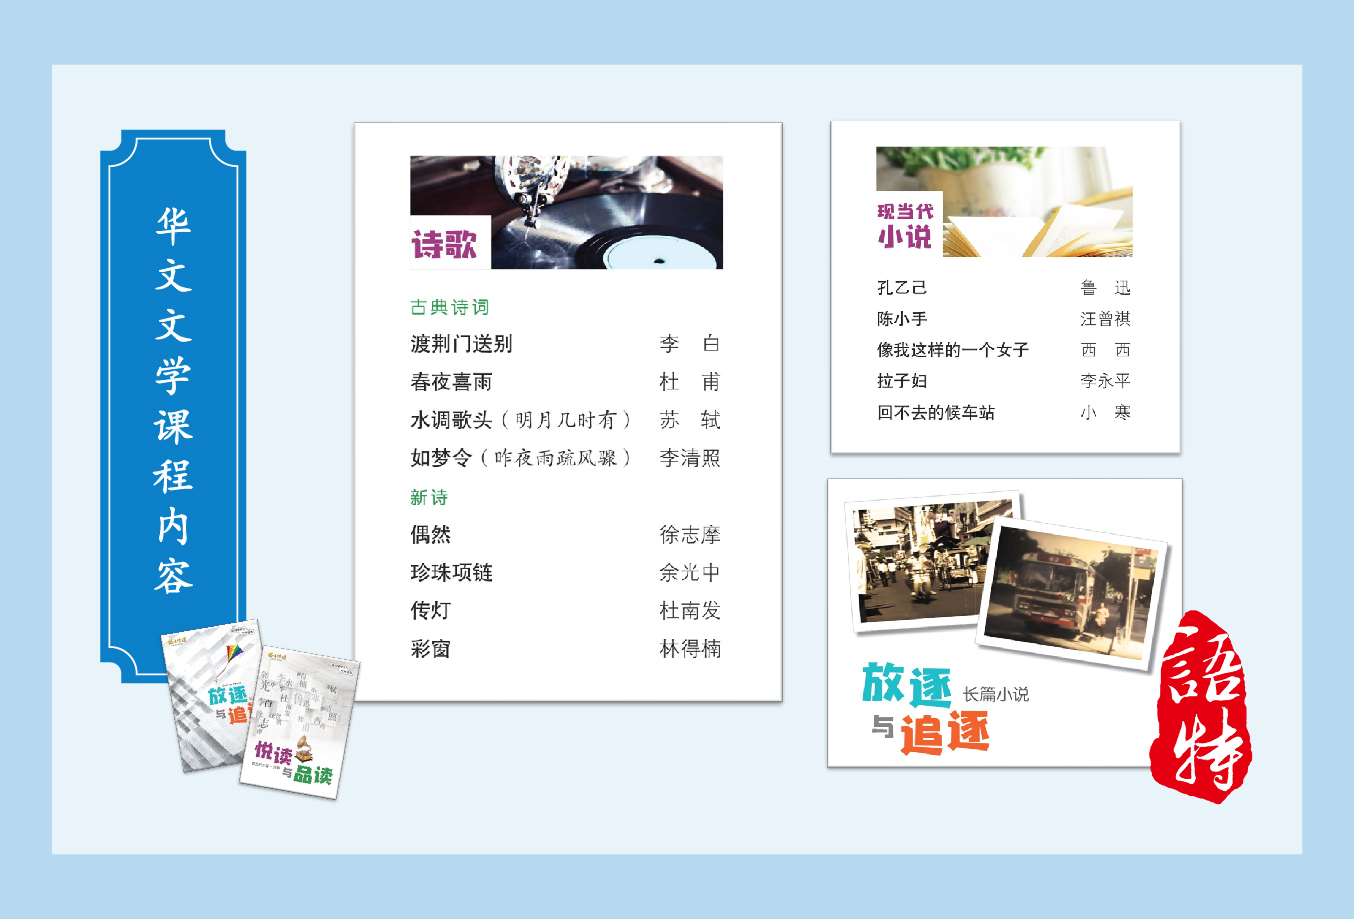 华文文学课程内容
诗歌
古典诗词
渡荆门送别 李 白
春夜喜雨 杜 甫
水调歌头（明月几时有） 苏 轼
如梦令（昨夜雨疏风骤） 李清照
新诗
偶然 徐志摩
珍珠项链 余光中
传灯 杜南发
彩窗 林得楠
现当代
小说
孔乙己 鲁 迅
陈小手 汪曾祺
像我这样的一个女子 西 西
拉子妇 李永平
回不去的候车站 小 寒
放逐 长篇小说
与追逐
語特
放逐
与追
悦读
与品读